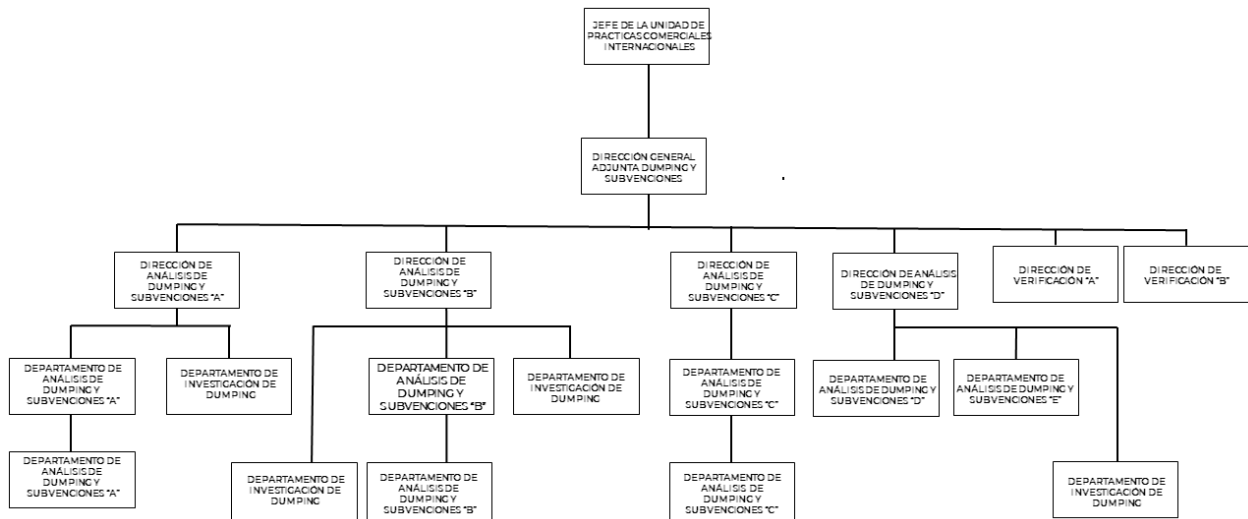 JEFE DE LA UNIDAD DE
PRACTICAS COMERCIALES
INTERNACIONALES
DIRECCIÓN GENERAL
ADJUNTA DUMPING Y
SUBVENCIONES
DIRECCIÓN DE
ANÁLISIS DE
DUMPING Y
SUBVENCIONES "A"
DIRECCIÓN DE
ANÁLISIS DE
DUMPING Y
SUBVENCIONES "B"
DIRECCIÓN DE
ANÁLISIS DE
DUMPING Y
SUBVENCIONES "C"
DIRECCIÓN DE ANÁLISIS
DE DUMPING Y
SUBVENCIONES "D"
DIRECCIÓN DE
VERIFICACIÓN "A"
DIRECCIÓN DE
VERIFICACIÓN "B"
DEPARTAMENTO DE
ANÁLISIS DE
DUMPING Y
SUBVENCIONES "A"
DEPARTAMENTO DE
INVESTIGACIÓN DE
DUMPING
DEPARTAMENTO DE
ANÁLISIS DE
DUMPING Y
SUBVENCIONES "B"
DEPARTAMENTO DE
INVESTIGACIÓN DE
DUMPING
DEPARTAMENTO DE
ANÁLISIS DE
DUMPING Y
SUBVENCIONES "C"
DEPARTAMENTO DE
ANÁLISIS DE DUMPING Y
SUBVENCIONES "D"
DEPARTAMENTO DE
ANÁLISIS DE DUMPING Y
SUBVENCIONES "E"
DEPARTAMENTO DE
ANÁLISIS DE
DUMPING Y
SUBVENCIONES "A"
DEPARTAMENTO DE
INVESTIGACIÓN DE
DUMPING
DEPARTAMENTO DE
ANÁLISIS DE
DUMPING Y
SUBVENCIONES "B"
DEPARTAMENTO DE
ANÁLISIS DE
DUMPING Y
SUBVENCIONES "C"
DEPARTAMENTO DE
INVESTIGACIÓN DE
DUMPING